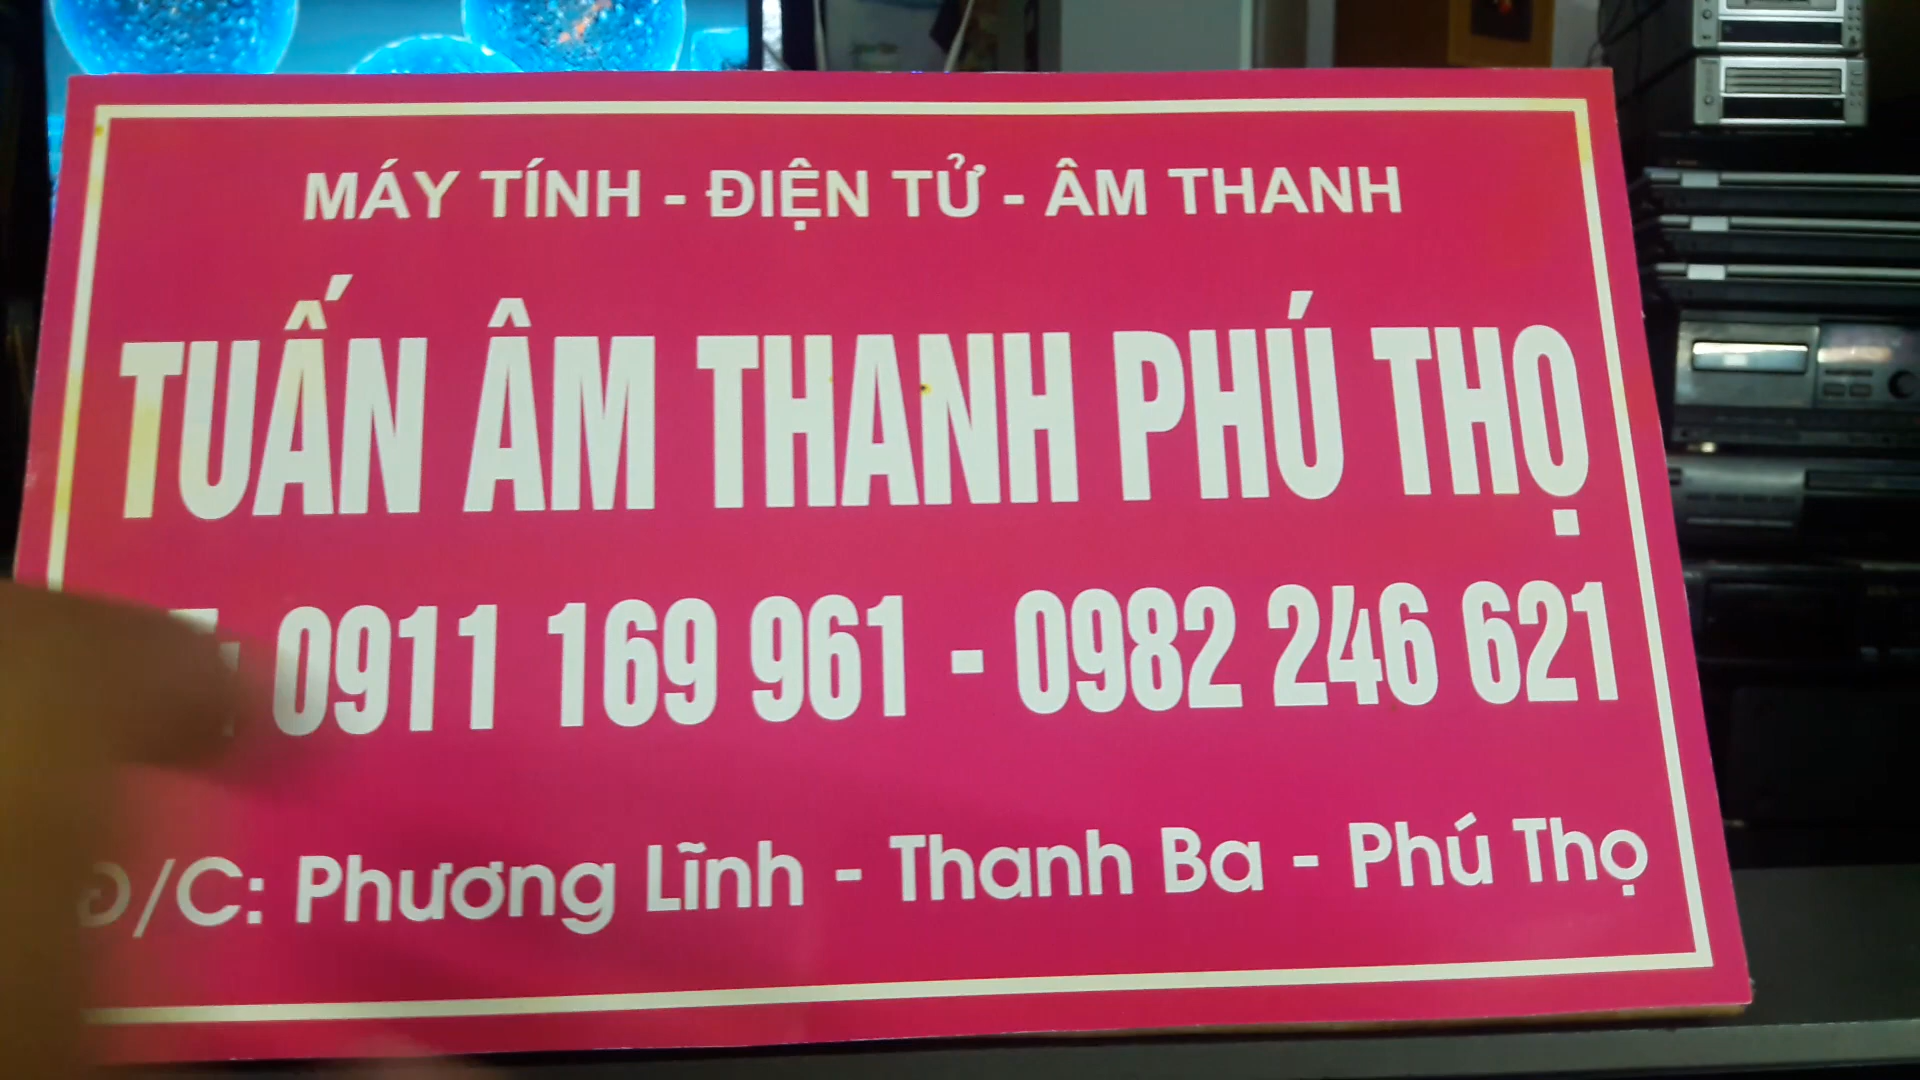 MÁY TÍNH - ĐIỆN TỬ - ÂM THANH
TUẤN ÂM THANH PHÚ THỌ
0911 169 961 - 0982 246 621
Đ/C: Phương Lĩnh - Thanh Ba - Phú Thọ